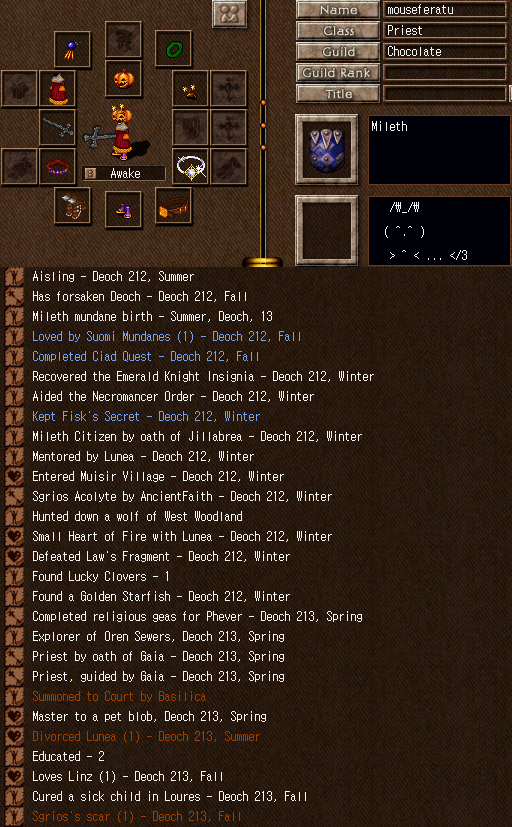 Name mouseferatu
Class Priest
Guild Chocolate
Guild Rank
Title
Mileth
Awake
/₩_/₩
( ^.^ )
> ^ < ... </3
Aisling - Deoch 212, Summer
Has forsaken Deoch - Deoch 212, Fall
Mileth mundane birth - Summer, Deoch, 13
Loved by Suomi Mundanes (1) - Deoch 212, Fall
Completed Ciad Quest - Deoch 212, Fall
Recovered the Emerald Knight Insignia - Deoch 212, Winter
Aided the Necromancer Order - Deoch 212, Winter
Kept Fisk's Secret - Deoch 212, Winter
Mileth Citizen by oath of Jillabrea - Deoch 212, Winter
Mentored by Lunea - Deoch 212, Winter
Entered Muisir Village - Deoch 212, Winter
Sgrios Acolyte by AncientFaith - Deoch 212, Winter
Hunted down a wolf of West Woodland
Small Heart of Fire with Lunea - Deoch 212, Winter
Defeated Law's Fragment - Deoch 212, Winter
Found Lucky Clovers - 1
Found a Golden Starfish - Deoch 212, Winter
Completed religious geas for Phever - Deoch 213, Spring
Explorer of Oren Sewers, Deoch 213, Spring
Priest by oath of Gaia - Deoch 213, Spring
Priest, guided by Gaia - Deoch 213, Spring
Summoned to Court by Basilica
Master to a pet blob, Deoch 213, Spring
Divorced Lunea (1) - Deoch 213, Summer
Educated - 2
Loves Linz (1) - Deoch 213, Fall
Cured a sick child in Loures - Deoch 213, Fall
Sgrios's scar (1) - Deoch 213, Fall